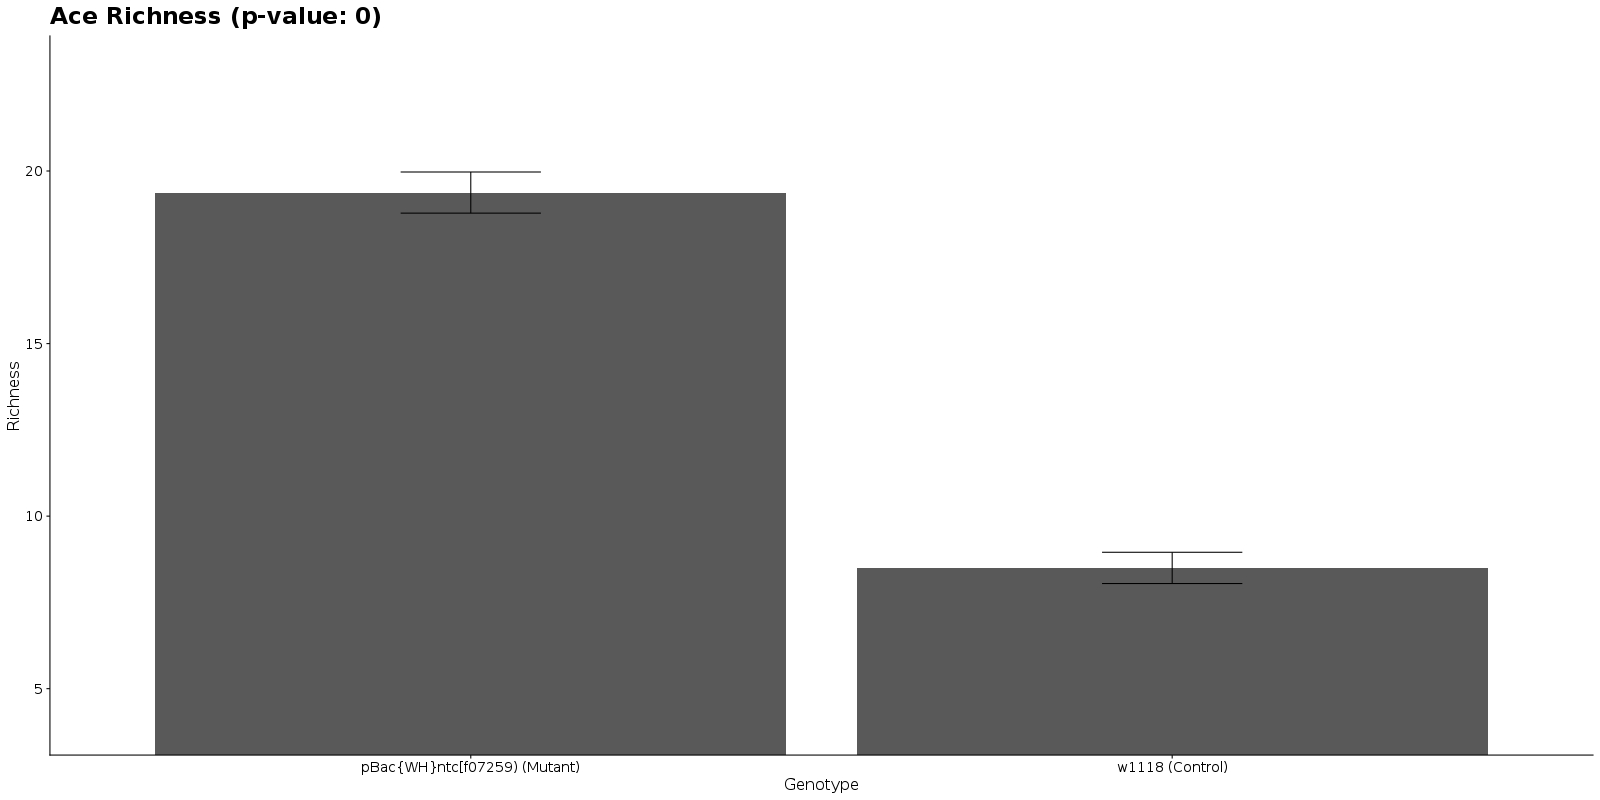 Ace Richness (p-value: 0)
Richness
20
15
10
5
pBac{WH}ntc[f07259) (Mutant)
w1118 (Control)
Genotype